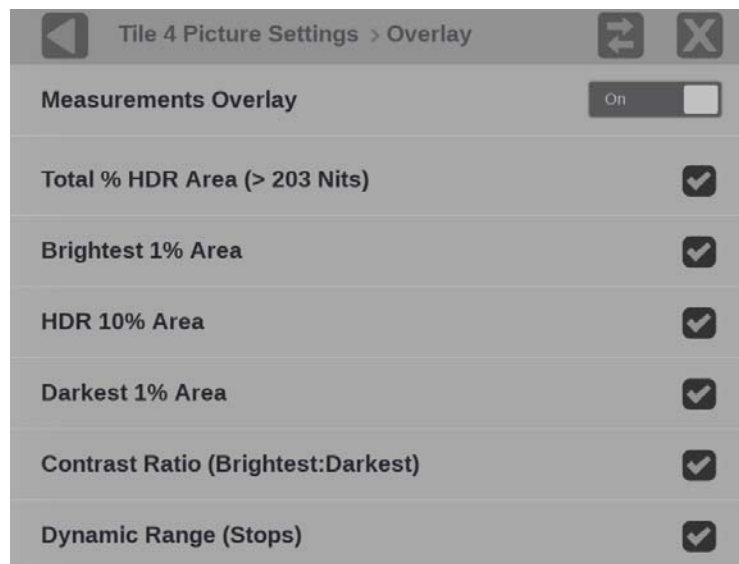 Tile 4 Picture Settings > Overlay
Measurements Overlay
On
Total % HDR Area (> 203 Nits)
Brightest 1% Area
HDR 10% Area
Darkest 1% Area
Contrast Ratio (Brightest:Darkest)
Dynamic Range (Stops)